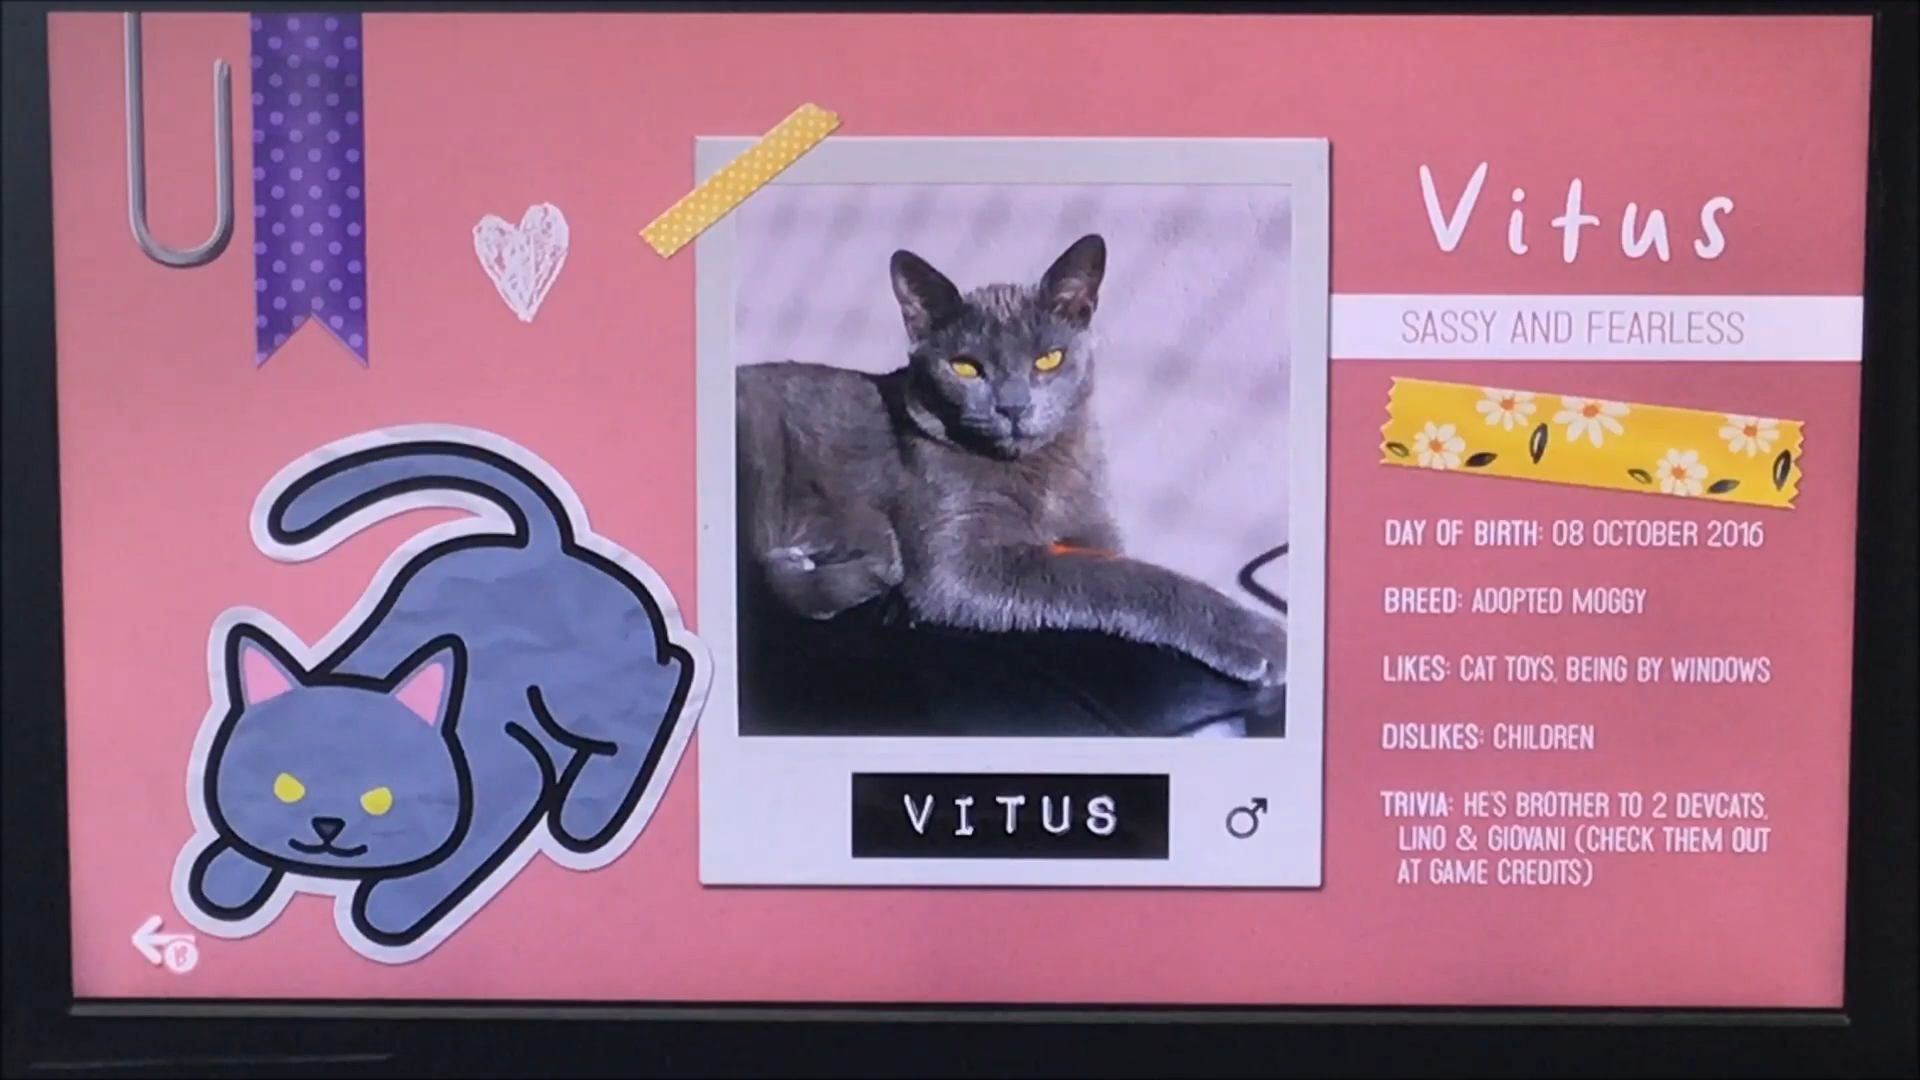 Vitus
SASSY AND FEARLESS
DAY OF BIRTH: 08 OCTOBER 2016
BREED: ADOPTED MOGGY
LIKES: CAT TOYS, BEING BY WINDOWS
DISLIKES: CHILDREN
TRIVIA: HE'S BROTHER TO 2 DEVCATS,
LINO & GIOVANI (CHECK THEM OUT
AT GAME CREDITS)
VITUS
B